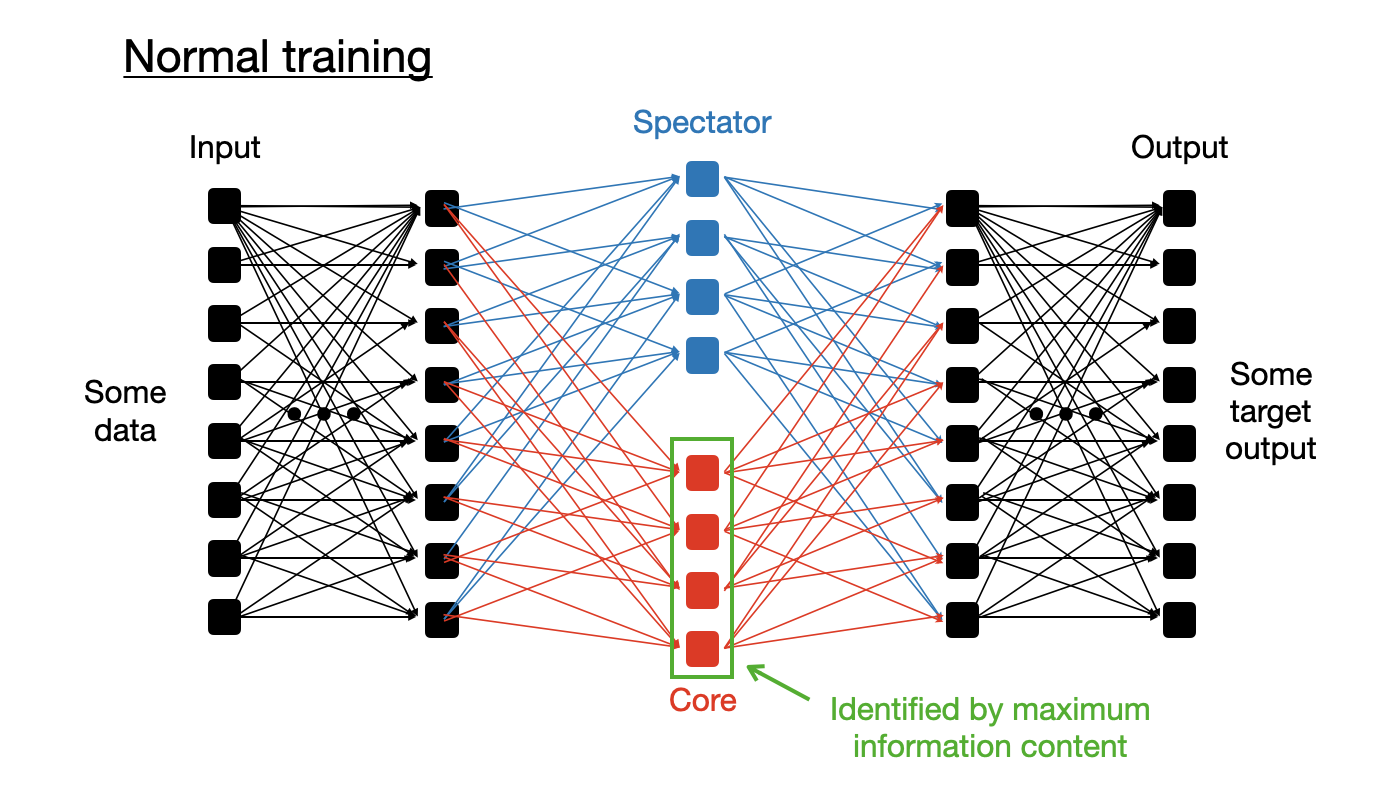 Normal training
Spectator
Input
Output
Some
data
Some
target
output
Core
Identified by maximum
information content